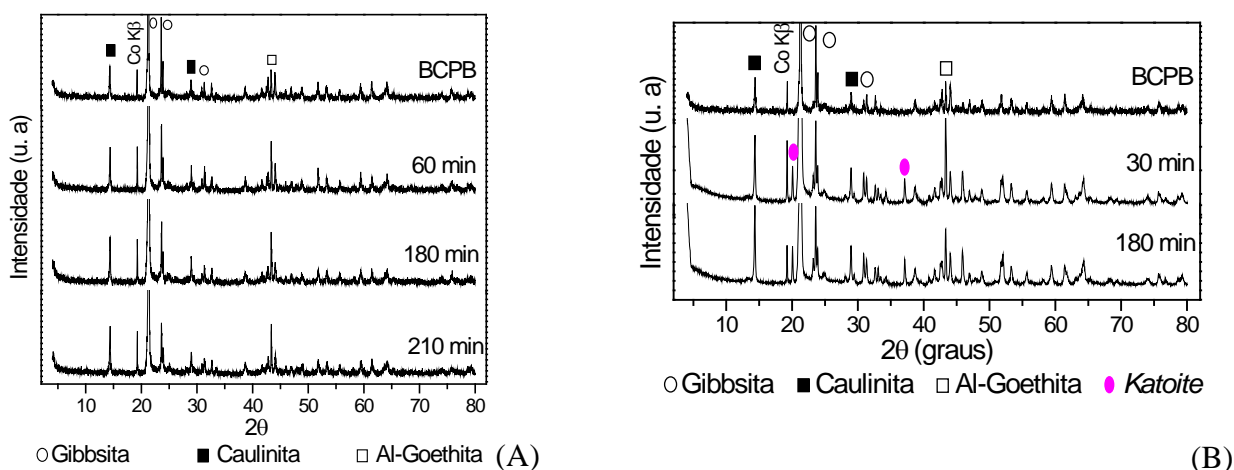 Co Kβ
BCPB
60 min
180 min
210 min
Intensidade (u. a)
10 20 30 40 50 60 70 80
2θ
Gibbsita Caulinita Al-Goethita (A)
Co Kβ
BCPB
30 min
180 min
Intensidade (u. a)
10 20 30 40 50 60 70 80
2θ (graus)
Gibbsita Caulinita Al-Goethita Katoite
(B)